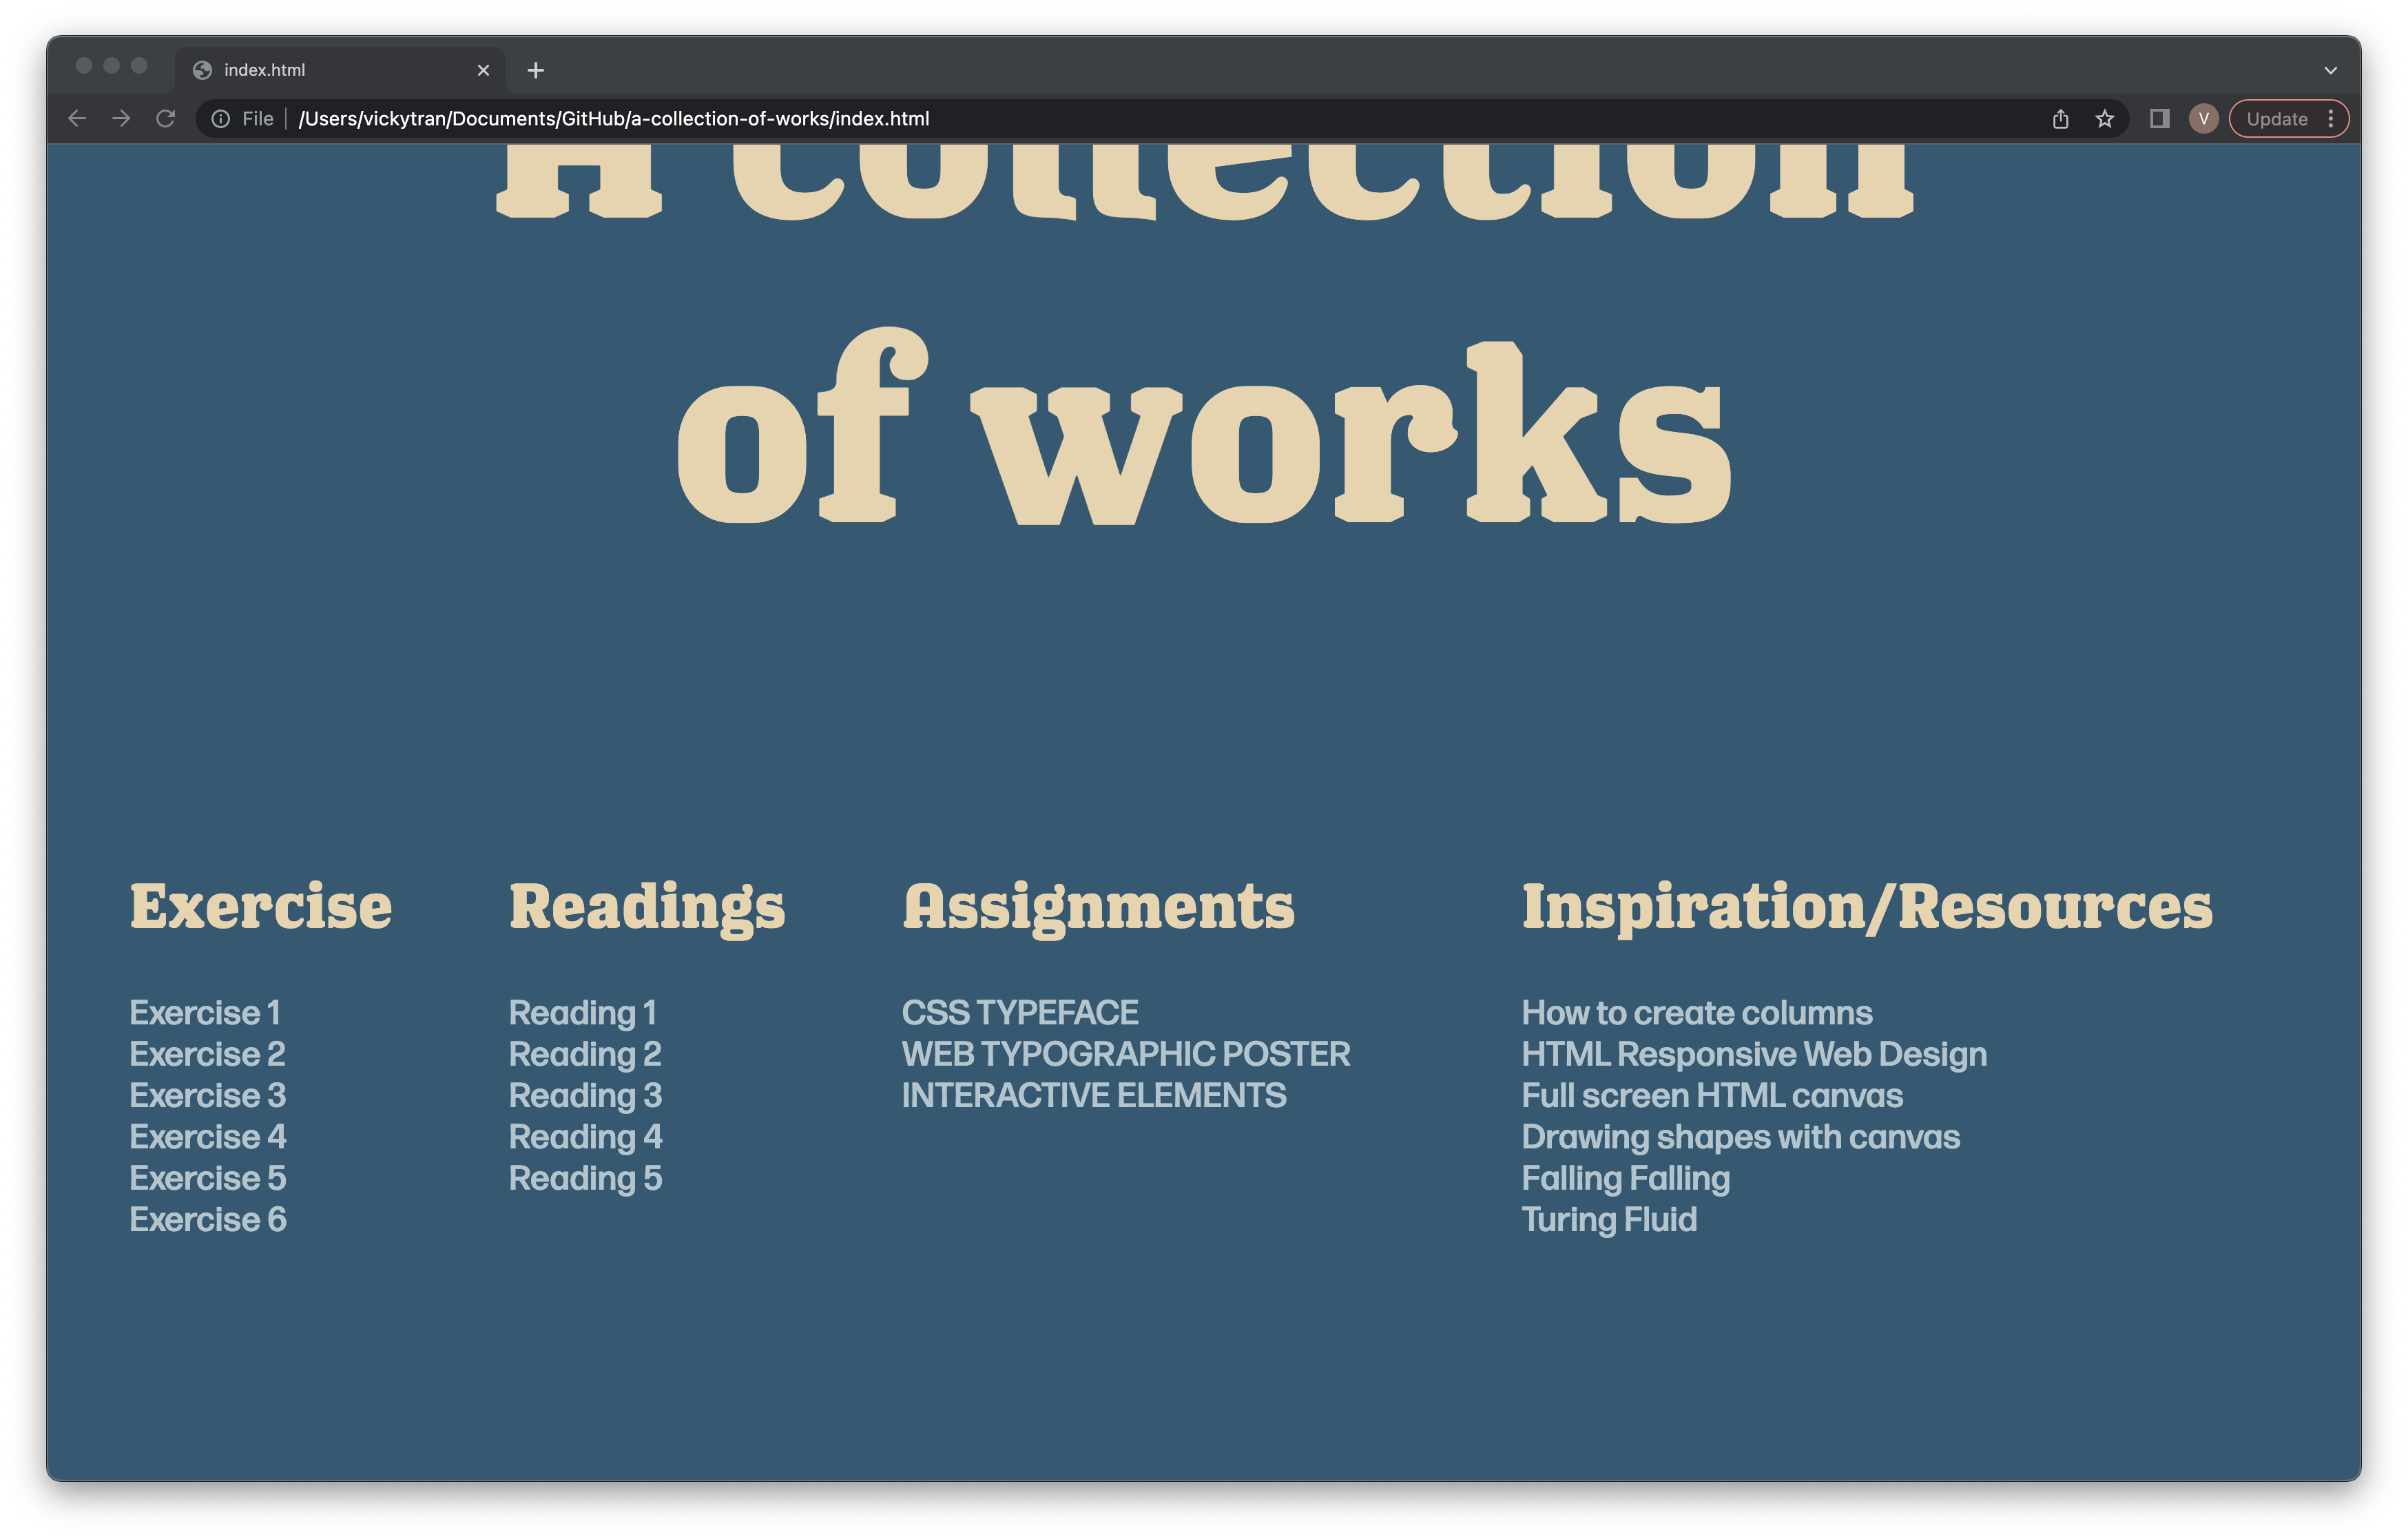 index.html
File
/Users/vickytran/Documents/GitHub/a-collection-of-works/index.html
V
Update
A collection
of works
Exercise
Exercise 1
Exercise 2
Exercise 3
Exercise 4
Exercise 5
Exercise 6
Readings
Reading 1
Reading 2
Reading 3
Reading 4
Reading 5
Assignments
CSS TYPEFACE
WEB TYPOGRAPHIC POSTER
INTERACTIVE ELEMENTS
Inspiration/Resources
How to create columns
HTML Responsive Web Design
Full screen HTML canvas
Drawing shapes with canvas
Falling Falling
Turing Fluid